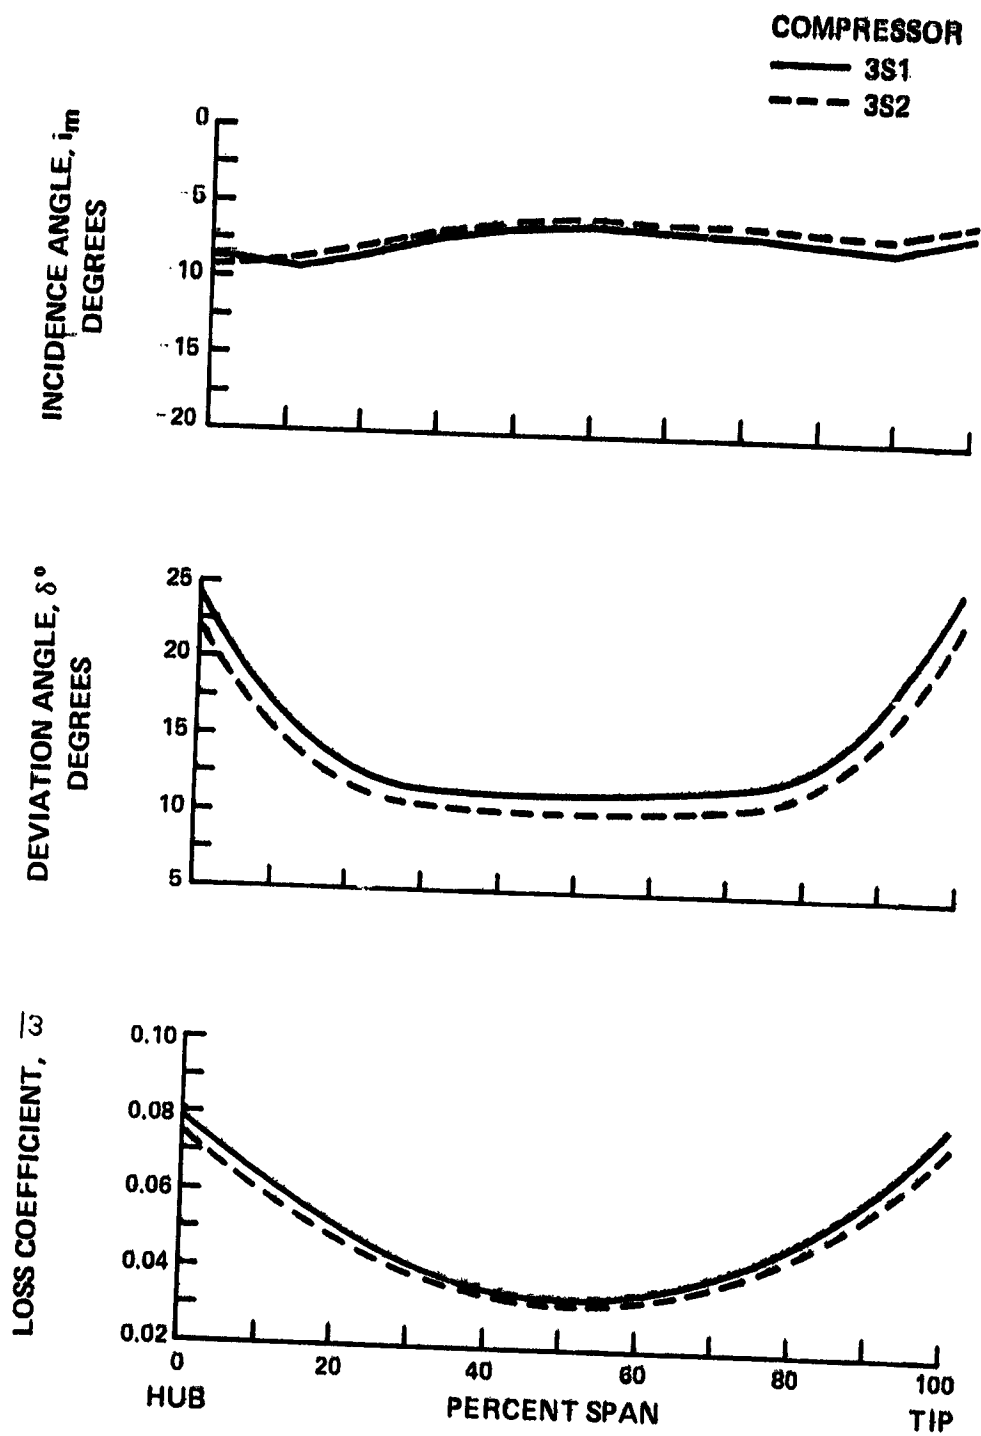 COMPRESSOR
3S1
3S2
INCIDENCE ANGLE, im
DEGREES
0
-5
-10
-15
-20
DEVIATION ANGLE, δ°
DEGREES
25
20
15
10
5
LOSS COEFFICIENT, ω̅
0.10
0.08
0.06
0.04
0.02
0 20 40 60 80 100
HUB PERCENT SPAN TIP